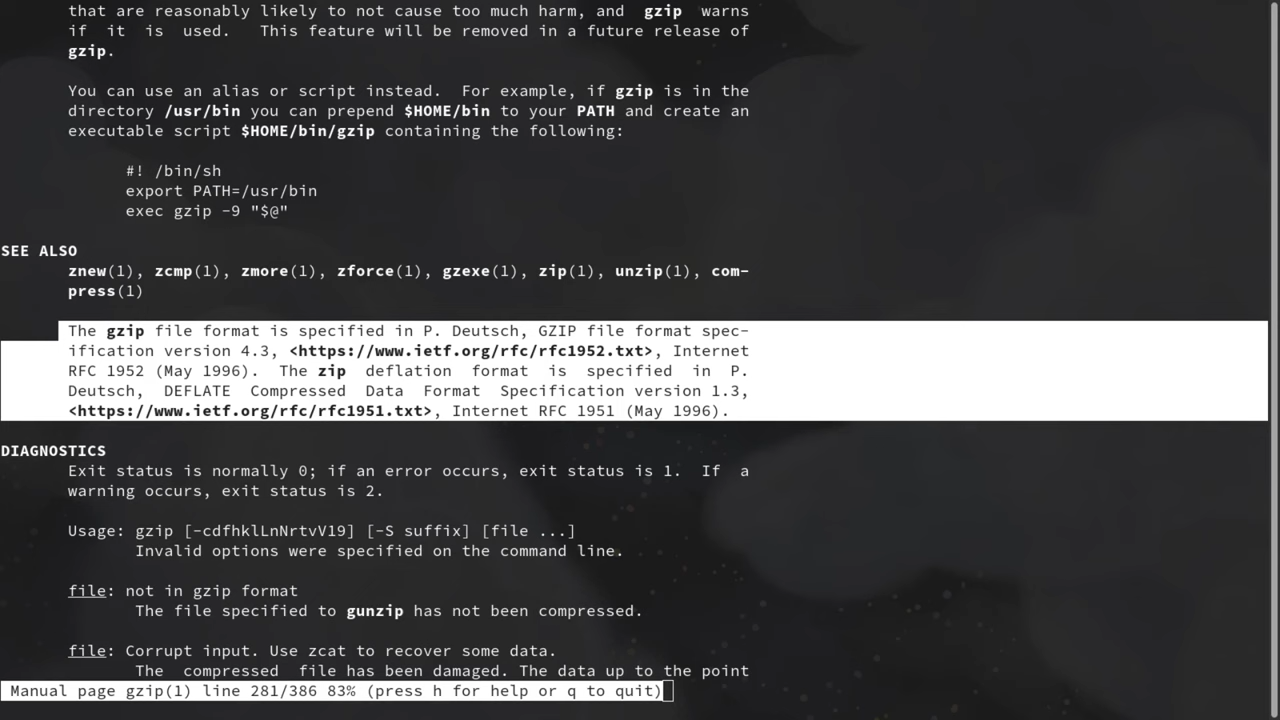 that are reasonably likely to not cause too much harm, and gzip warns
if it is used. This feature will be removed in a future release of
gzip.
You can use an alias or script instead. For example, if gzip is in the
directory /usr/bin you can prepend $HOME/bin to your PATH and create an
executable script $HOME/bin/gzip containing the following:
#! /bin/sh
export PATH=/usr/bin
exec gzip -9 "$@"
SEE ALSO
znew(1), zcmp(1), zmore(1), zforce(1), gzexe(1), zip(1), unzip(1), com-
press(1)
The gzip file format is specified in P. Deutsch, GZIP file format spec-
ification version 4.3, <https://www.ietf.org/rfc/rfc1952.txt>, Internet
RFC 1952 (May 1996). The zip deflation format is specified in P.
Deutsch, DEFLATE Compressed Data Format Specification version 1.3,
<https://www.ietf.org/rfc/rfc1951.txt>, Internet RFC 1951 (May 1996).
DIAGNOSTICS
Exit status is normally 0; if an error occurs, exit status is 1. If a
warning occurs, exit status is 2.
Usage: gzip [-cdfhklLnNrtvV19] [-S suffix] [file ...]
Invalid options were specified on the command line.
file: not in gzip format
The file specified to gunzip has not been compressed.
file: Corrupt input. Use zcat to recover some data.
The compressed file has been damaged. The data up to the point
Manual page gzip(1) line 281/386 83% (press h for help or q to quit)